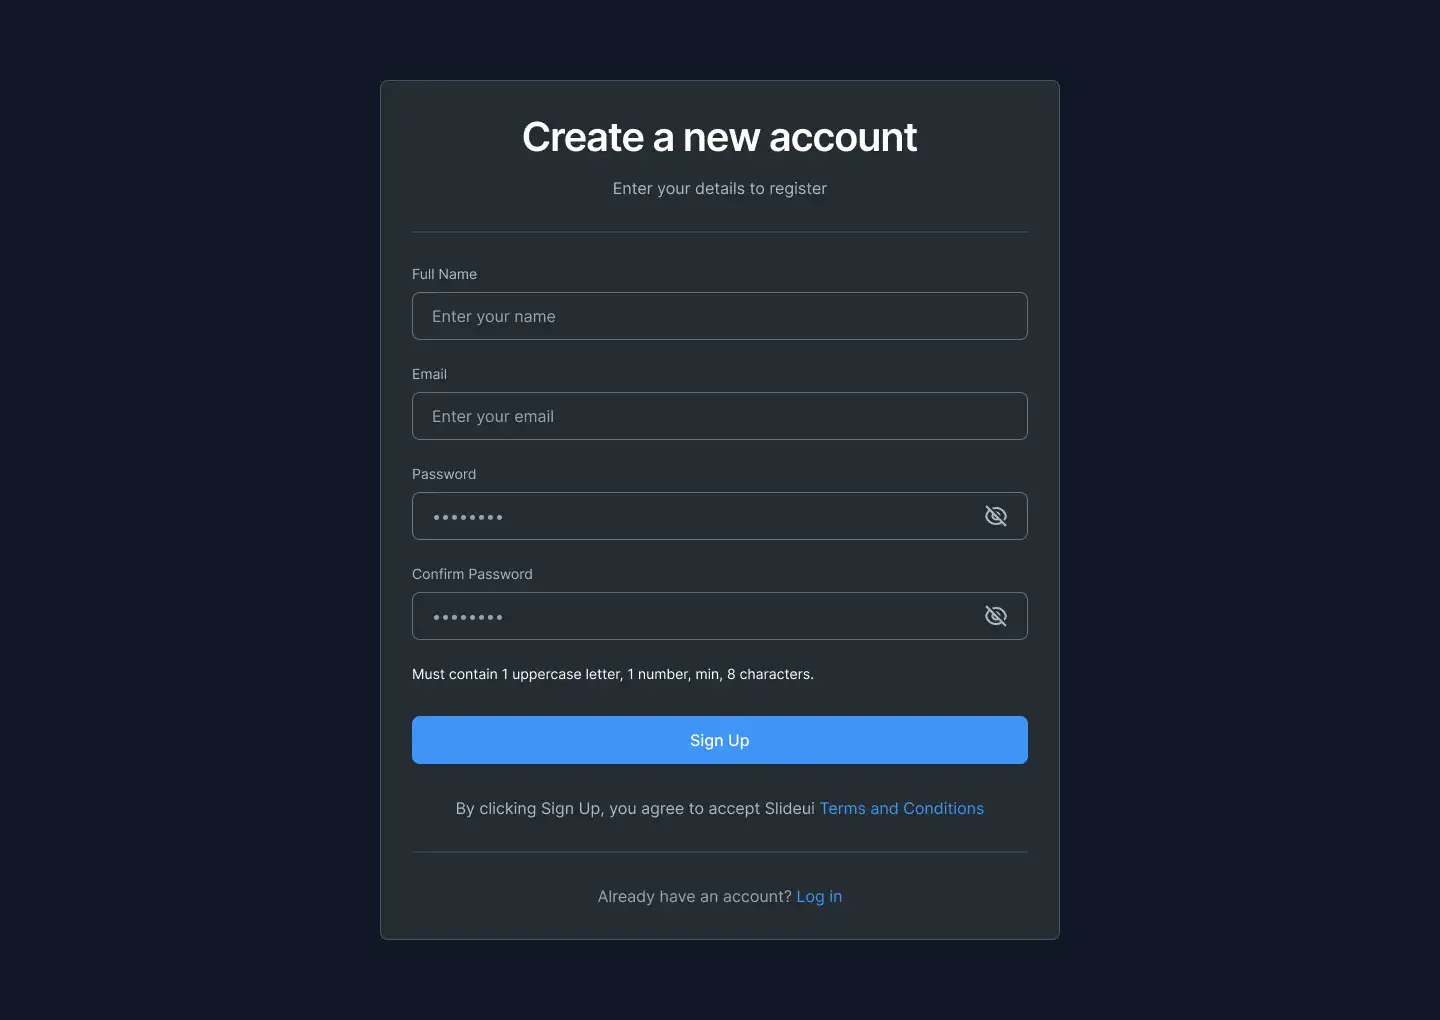 Create a new account
Enter your details to register
Full Name
Enter your name
Email
Enter your email
Password
••••••••
Confirm Password
••••••••
Must contain 1 uppercase letter, 1 number, min, 8 characters.
Sign Up
By clicking Sign Up, you agree to accept Slideui Terms and Conditions
Already have an account? Log in